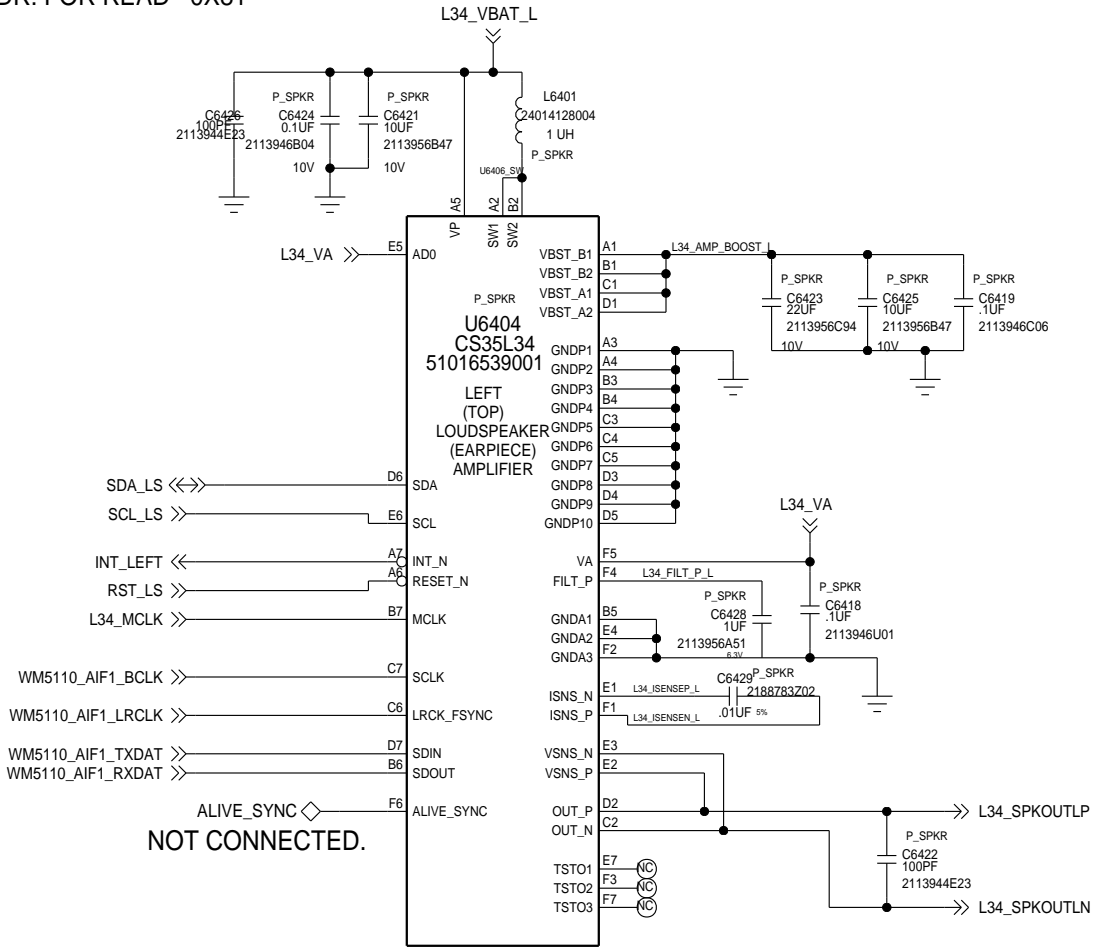 L34_VBAT_L
P_SPKR
P_SPKR
L6401
C6426
C6424
C6421
24014128004
100PF
0.1UF
10UF
2113944E23
2113946B04
2113956B47
1 UH
P_SPKR
10V
10V
U6406_SW
A5
A2
B2
VP
SW1
SW2
L34_VA
E5
AD0
VBST_B1
A1
L34_AMP_BOOST_L
VBST_B2
B1
VBST_A1
C1
VBST_A2
D1
P_SPKR
P_SPKR
P_SPKR
C6423
C6425
C6419
22UF
10UF
.1UF
2113956C94
2113956B47
2113946C06
10V
10V
P_SPKR
U6404
CS35L34
51016539001
LEFT
(TOP)
LOUDSPEAKER
(EARPIECE)
AMPLIFIER
GNDP1
A3
GNDP2
A4
GNDP3
B3
GNDP4
B4
GNDP5
C3
GNDP6
C4
GNDP7
C5
GNDP8
D3
GNDP9
D4
GNDP10
D5
SDA_LS
D6
SDA
SCL_LS
E6
SCL
INT_LEFT
A7
INT_N
RST_LS
A6
RESET_N
L34_MCLK
B7
MCLK
WM5110_AIF1_BCLK
C7
SCLK
WM5110_AIF1_LRCLK
C6
LRCK_FSYNC
WM5110_AIF1_TXDAT
D7
SDIN
WM5110_AIF1_RXDAT
B6
SDOUT
ALIVE_SYNC
F6
ALIVE_SYNC
NOT CONNECTED.
L34_VA
VA
F5
FILT_P
F4
L34_FILT_P_L
P_SPKR
C6428
1UF
2113956A51
6.3V
P_SPKR
C6418
.1UF
2113946U01
GNDA1
B5
GNDA2
E4
GNDA3
F2
ISNS_N
E1
L34_ISENSEP_L
C6429
P_SPKR
2188783Z02
.01UF
5%
ISNS_P
F1
L34_ISENSEN_L
VSNS_N
E3
VSNS_P
E2
OUT_P
D2
L34_SPKOUTLP
OUT_N
C2
P_SPKR
C6422
100PF
2113944E23
L34_SPKOUTLN
TSTO1
E7
NC
TSTO2
F3
NC
TSTO3
F7
NC